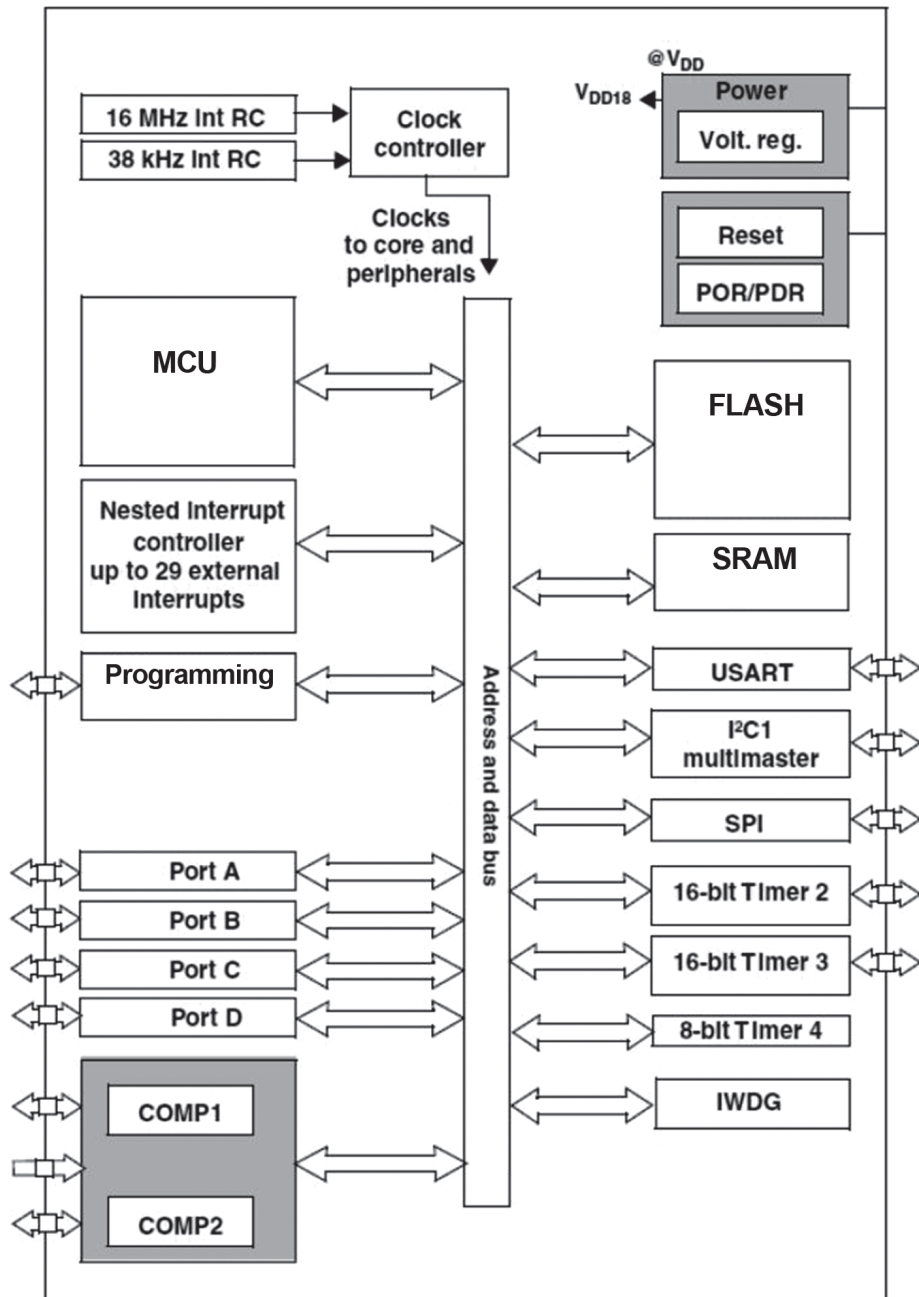 @VDD
VDD18
Power
Volt. reg.
16 MHz Int RC
38 kHz Int RC
Clock
controller
Clocks
to core and
peripherals
Reset
POR/PDR
MCU
FLASH
Nested Interrupt
controller
up to 29 external
Interrupts
SRAM
Programming
Address and data bus
USART
I²C1
multimaster
SPI
Port A
Port B
Port C
Port D
16-bit Timer 2
16-bit Timer 3
8-bit Timer 4
IWDG
COMP1
COMP2